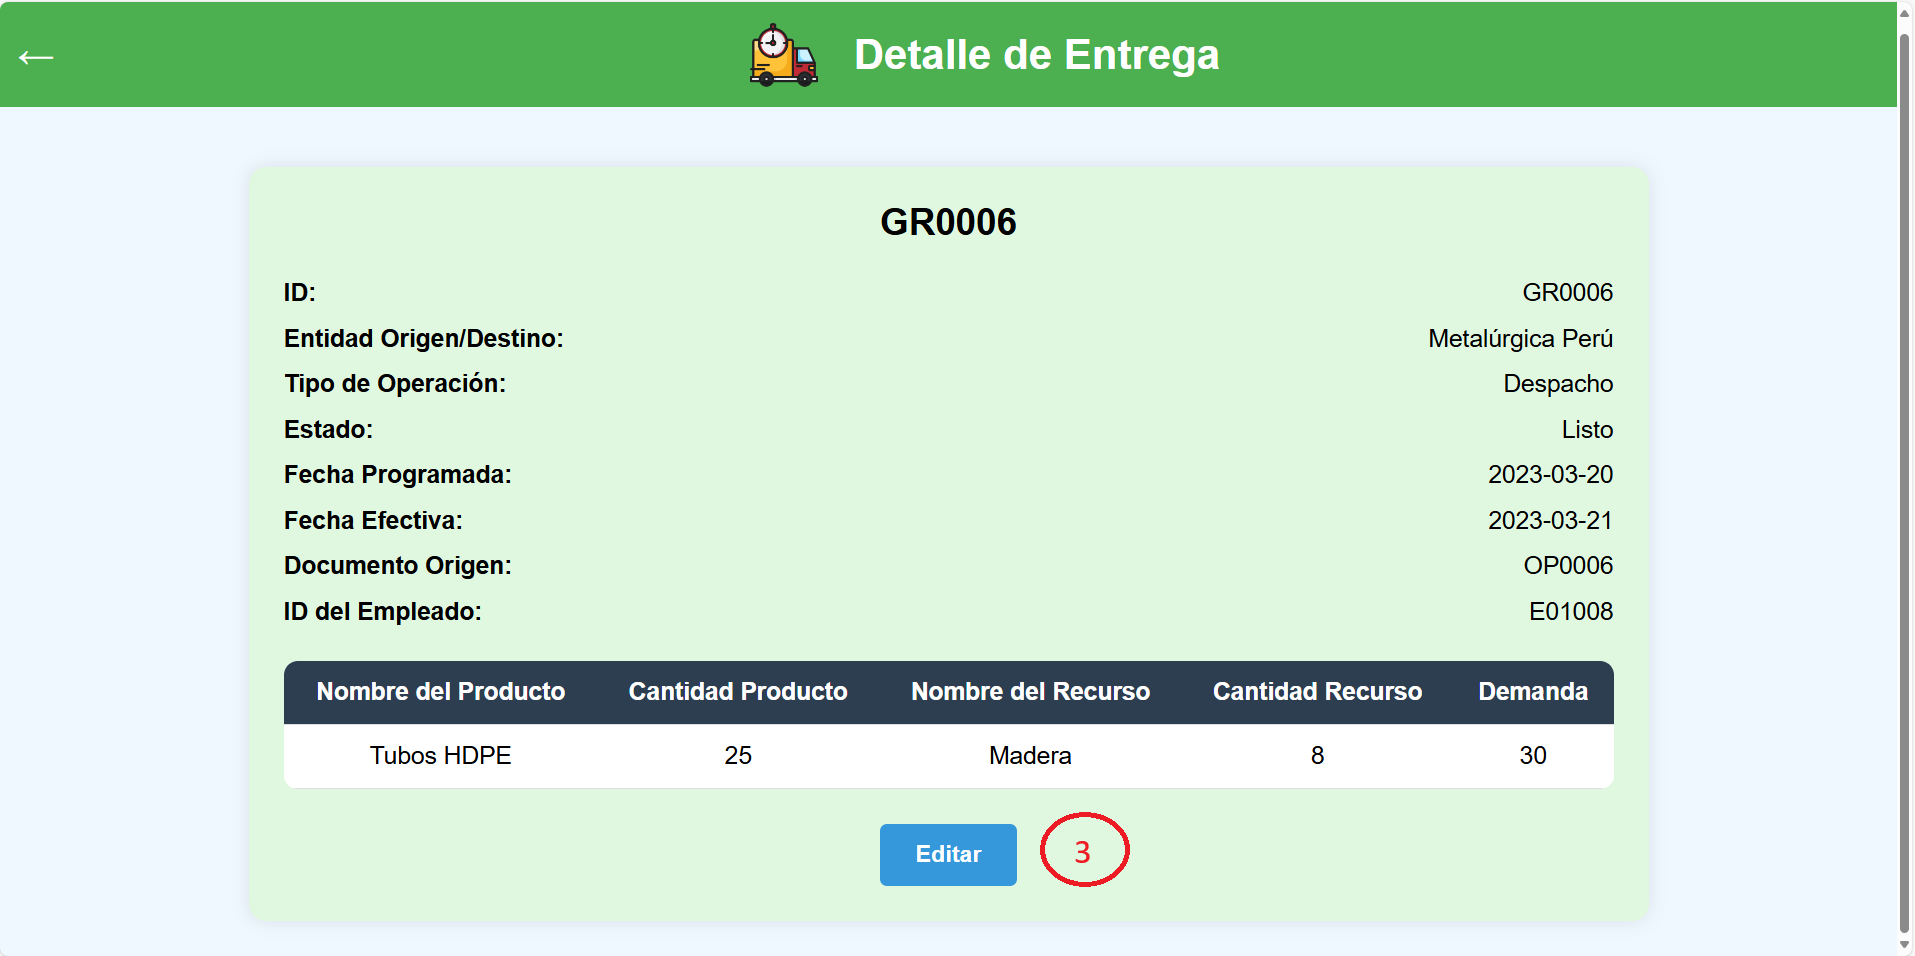 ← Detalle de Entrega
GR0006
ID: GR0006
Entidad Origen/Destino: Metalúrgica Perú
Tipo de Operación: Despacho
Estado: Listo
Fecha Programada: 2023-03-20
Fecha Efectiva: 2023-03-21
Documento Origen: OP0006
ID del Empleado: E01008
Nombre del Producto Cantidad Producto Nombre del Recurso Cantidad Recurso Demanda
Tubos HDPE 25 Madera 8 30
Editar 3